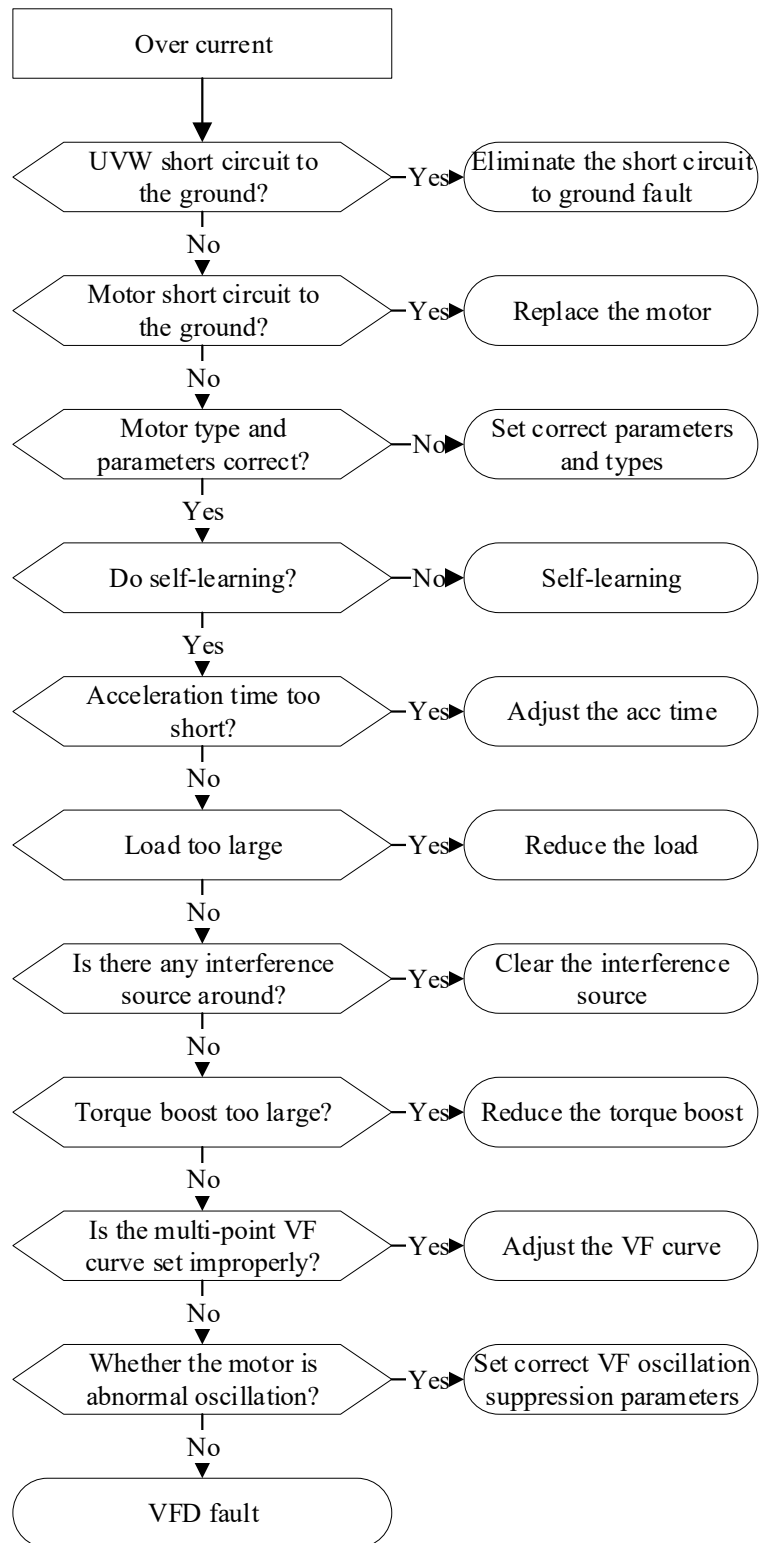 Over current
UVW short circuit to
the ground?
Yes
Eliminate the short circuit
to ground fault
No
Motor short circuit to
the ground?
Yes
Replace the motor
No
Motor type and
parameters correct?
No
Set correct parameters
and types
Yes
Do self-learning?
No
Self-learning
Yes
Acceleration time too
short?
Yes
Adjust the acc time
No
Load too large
Yes
Reduce the load
No
Is there any interference
source around?
Yes
Clear the interference
source
No
Torque boost too large?
Yes
Reduce the torque boost
No
Is the multi-point VF
curve set improperly?
Yes
Adjust the VF curve
No
Whether the motor is
abnormal oscillation?
Yes
Set correct VF oscillation
suppression parameters
No
VFD fault